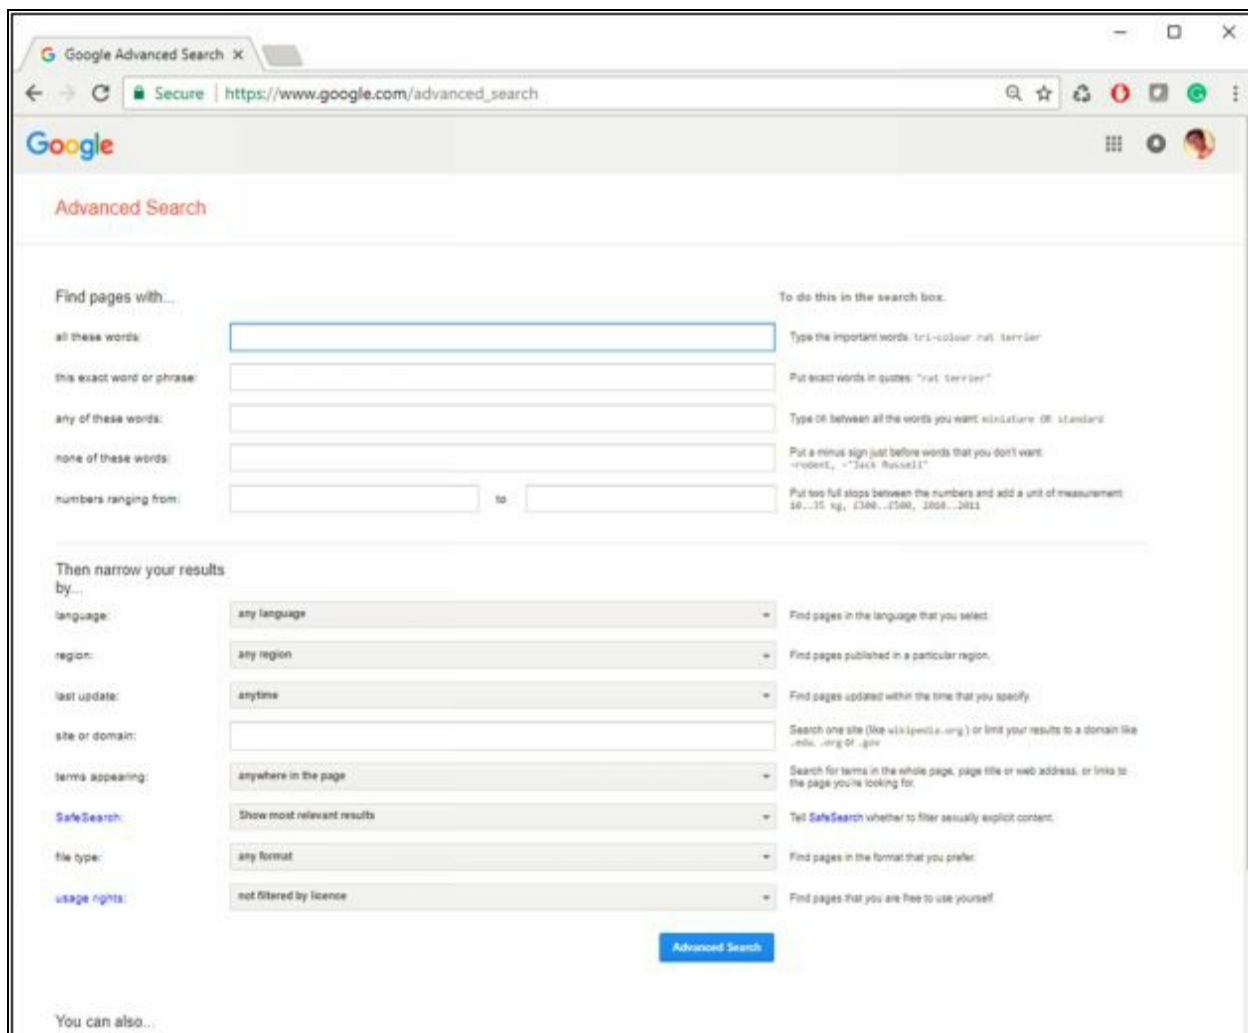 Google Advanced Search
Secure | https://www.google.com/advanced_search
Google
Advanced Search
Find pages with...
To do this in the search box.
all these words:
Type the important words: tri-colour rat terrier
this exact word or phrase:
Put exact words in quotes: "rat terrier"
any of these words:
Type OR between all the words you want: miniature OR standard
none of these words:
Put a minus sign just before words that you don't want:
-rodent, -"Jack Russell"
numbers ranging from:
to
Put two full stops between the numbers and add a unit of measurement:
10..35 kg, £300..£500, 2010..2011
Then narrow your results
by...
language:
any language
Find pages in the language that you select.
region:
any region
Find pages published in a particular region.
last update:
anytime
Find pages updated within the time that you specify.
site or domain:
Search one site (like wikipedia.org) or limit your results to a domain like
.edu, .org or .gov
terms appearing:
anywhere in the page
Search for terms in the whole page, page title or web address, or links to
the page you're looking for.
SafeSearch:
Show most relevant results
Tell SafeSearch whether to filter sexually explicit content.
file type:
any format
Find pages in the format that you prefer.
usage rights:
not filtered by licence
Find pages that you are free to use yourself.
Advanced Search
You can also...